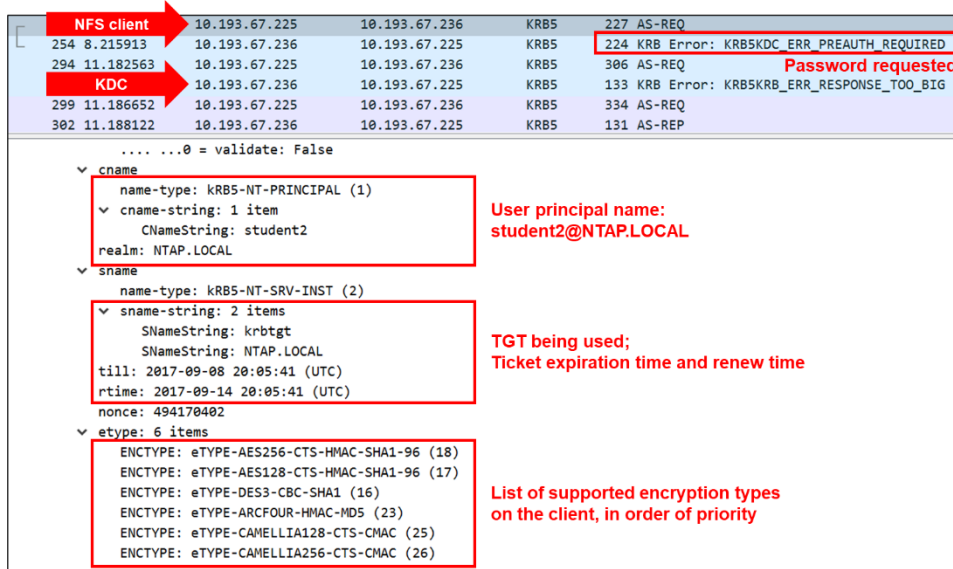 NFS client 10.193.67.225 10.193.67.236 KRB5 227 AS-REQ
254 8.215913 10.193.67.236 10.193.67.225 KRB5 224 KRB Error: KRB5KDC_ERR_PREAUTH_REQUIRED
294 11.182563 10.193.67.225 10.193.67.236 KRB5 306 AS-REQ Password requested
KDC 10.193.67.236 10.193.67.225 KRB5 133 KRB Error: KRB5KRB_ERR_RESPONSE_TOO_BIG
299 11.186652 10.193.67.225 10.193.67.236 KRB5 334 AS-REQ
302 11.188122 10.193.67.236 10.193.67.225 KRB5 131 AS-REP
.... ...0 = validate: False
cname
name-type: kRB5-NT-PRINCIPAL (1)
cname-string: 1 item
CNameString: student2
realm: NTAP.LOCAL
User principal name:
student2@NTAP.LOCAL
sname
name-type: kRB5-NT-SRV-INST (2)
sname-string: 2 items
SNameString: krbtgt
SNameString: NTAP.LOCAL
till: 2017-09-08 20:05:41 (UTC)
rtime: 2017-09-14 20:05:41 (UTC)
TGT being used;
Ticket expiration time and renew time
nonce: 494170402
etype: 6 items
ENCTYPE: eTYPE-AES256-CTS-HMAC-SHA1-96 (18)
ENCTYPE: eTYPE-AES128-CTS-HMAC-SHA1-96 (17)
ENCTYPE: eTYPE-DES3-CBC-SHA1 (16)
ENCTYPE: eTYPE-ARCFOUR-HMAC-MD5 (23)
ENCTYPE: eTYPE-CAMELLIA128-CTS-CMAC (25)
ENCTYPE: eTYPE-CAMELLIA256-CTS-CMAC (26)
List of supported encryption types
on the client, in order of priority